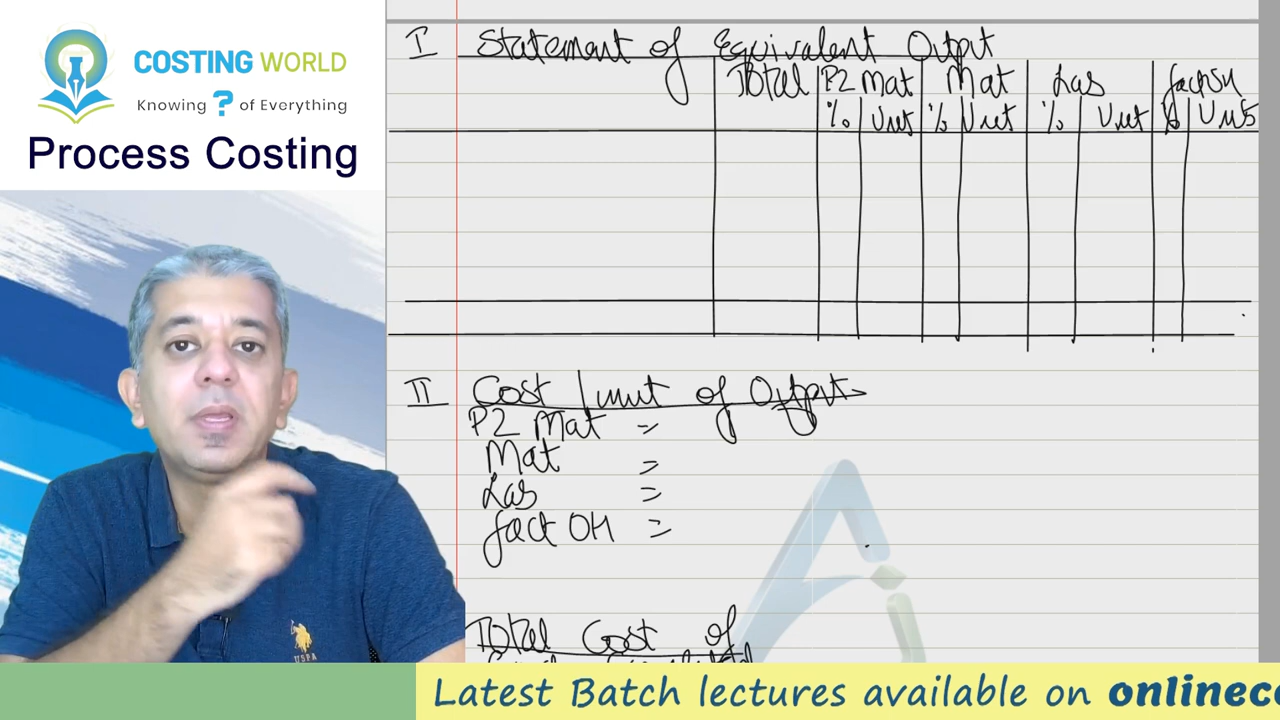 COSTING WORLD
Knowing ? of Everything
Process Costing
USPA
I Statement of Equivalent Output
Total P2 Mat Mat Lab fact OH
% Unit % Unit % Unit % Units
II Cost / unit of Output
P2 Mat =
Mat =
Lab =
fact OH =
Total Cost of
Latest Batch lectures available on onlinec